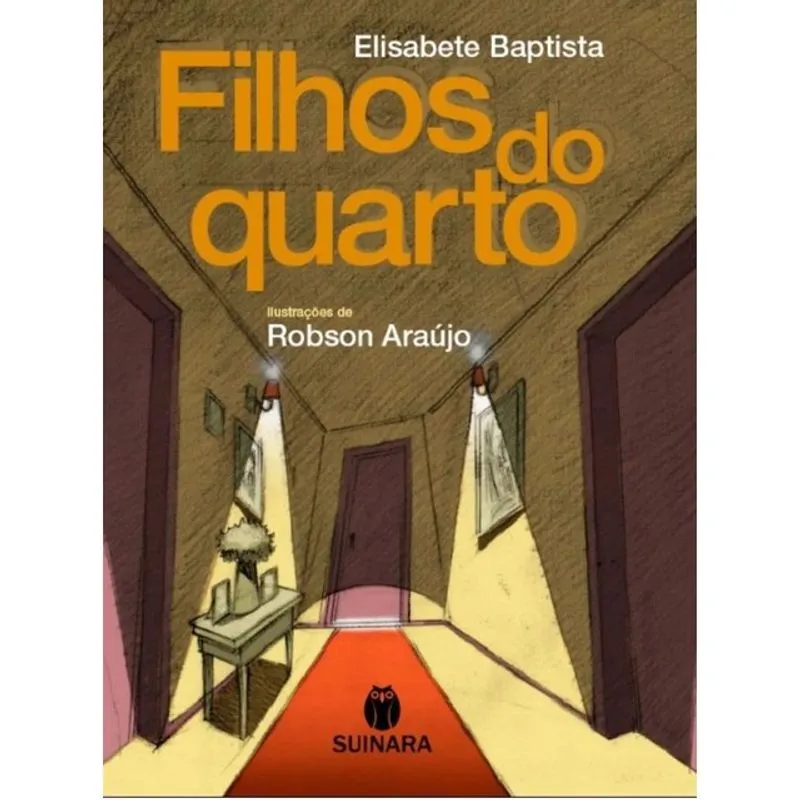 Elisabete Baptista
Filhos
do
quarto
ilustrações de
Robson Araújo
SUINARA